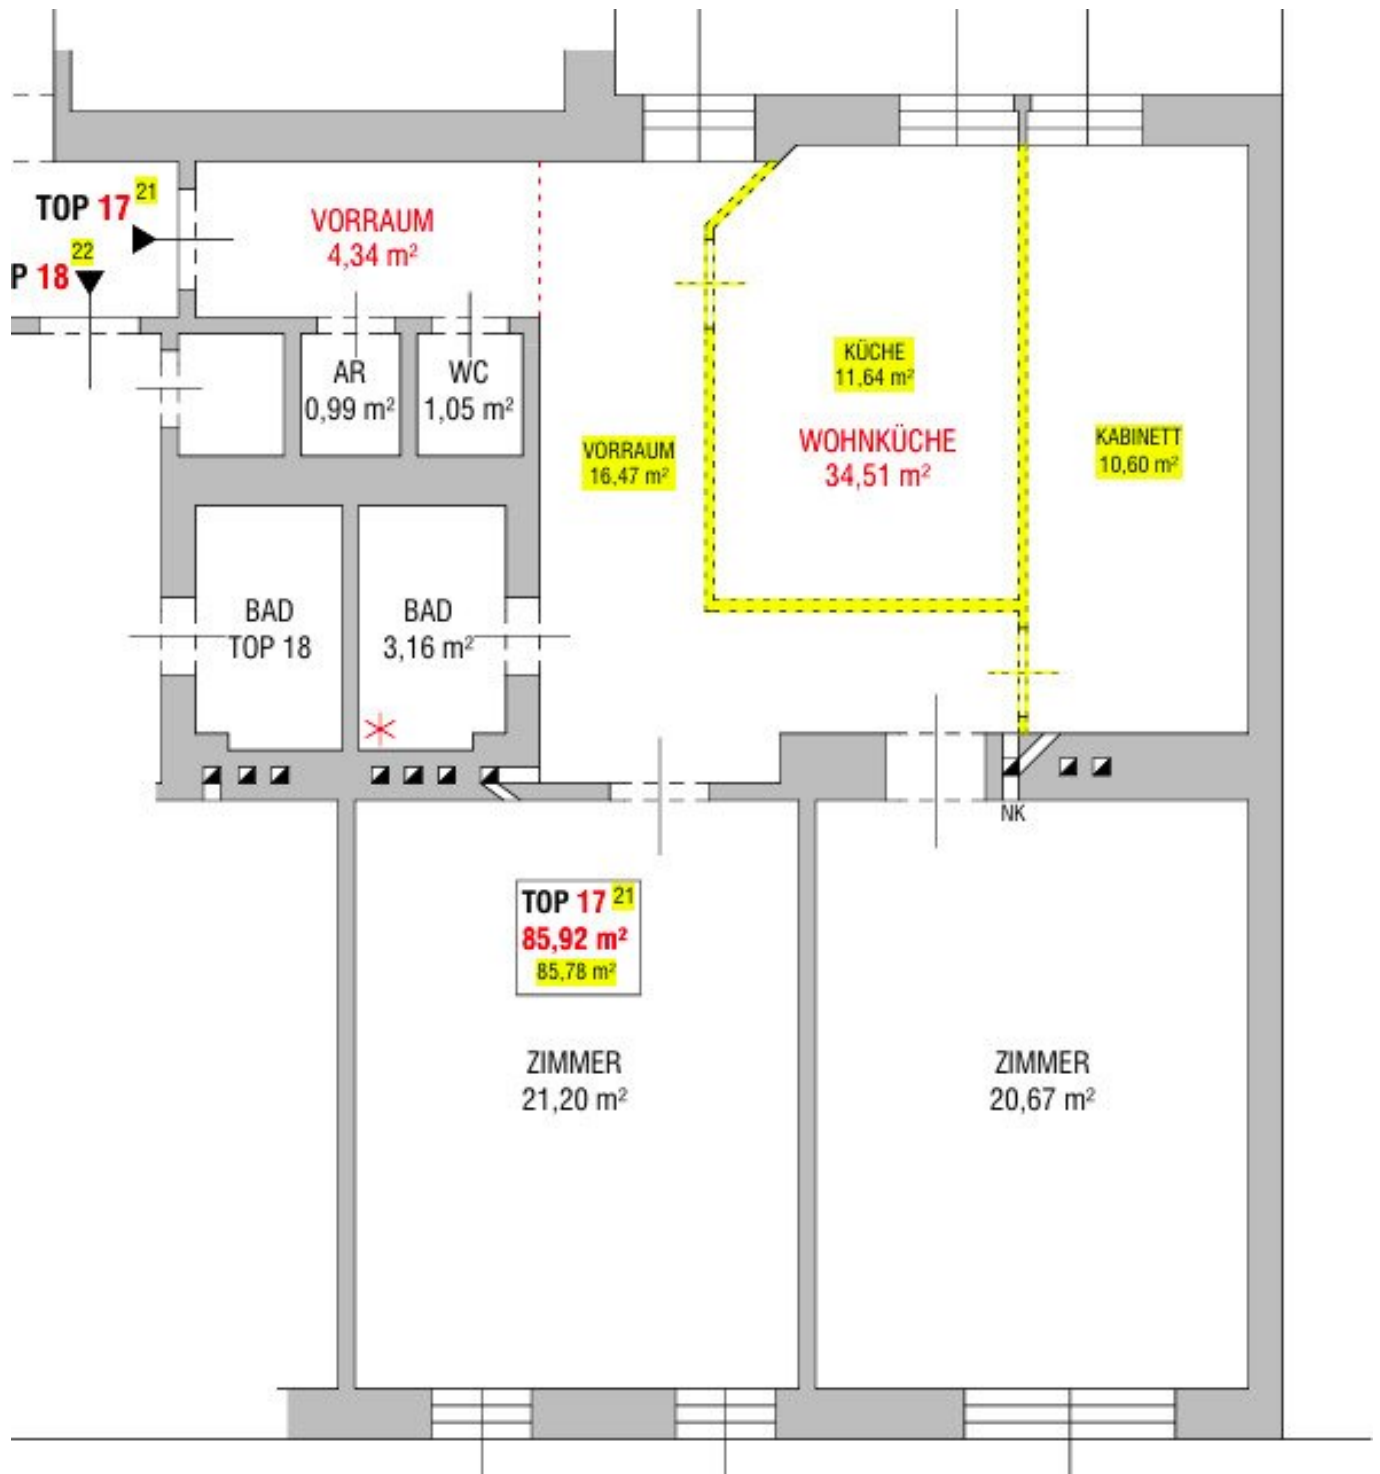 TOP 17 21
22
P 18
VORRAUM
4,34 m²
AR
0,99 m²
WC
1,05 m²
KÜCHE
11,64 m²
VORRAUM
16,47 m²
WOHNKÜCHE
34,51 m²
KABINETT
10,60 m²
BAD
TOP 18
BAD
3,16 m²
NK
TOP 17 21
85,92 m²
85,78 m²
ZIMMER
21,20 m²
ZIMMER
20,67 m²